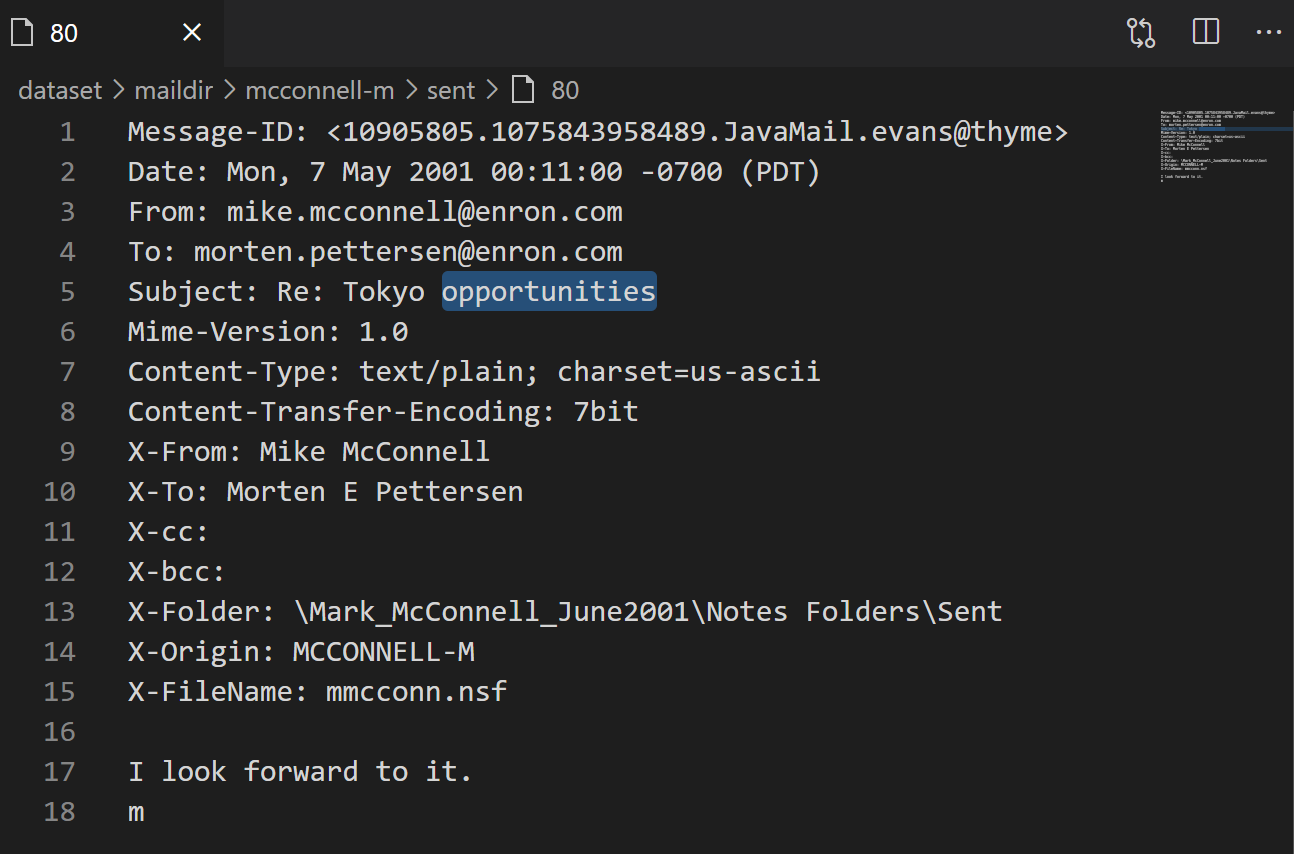 80
dataset > maildir > mcconnell-m > sent > 80
1 Message-ID: <10905805.1075843958489.JavaMail.evans@thyme>
2 Date: Mon, 7 May 2001 00:11:00 -0700 (PDT)
3 From: mike.mcconnell@enron.com
4 To: morten.pettersen@enron.com
5 Subject: Re: Tokyo opportunities
6 Mime-Version: 1.0
7 Content-Type: text/plain; charset=us-ascii
8 Content-Transfer-Encoding: 7bit
9 X-From: Mike McConnell
10 X-To: Morten E Pettersen
11 X-cc:
12 X-bcc:
13 X-Folder: \Mark_McConnell_June2001\Notes Folders\Sent
14 X-Origin: MCCONNELL-M
15 X-FileName: mmcconn.nsf
16
17 I look forward to it.
18 m